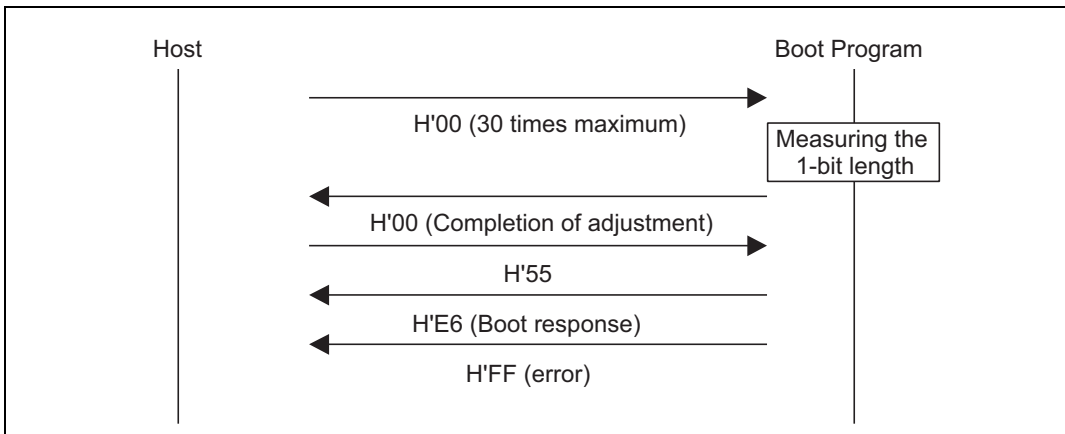 Host
Boot Program
H'00 (30 times maximum)
Measuring the
1-bit length
H'00 (Completion of adjustment)
H'55
H'E6 (Boot response)
H'FF (error)